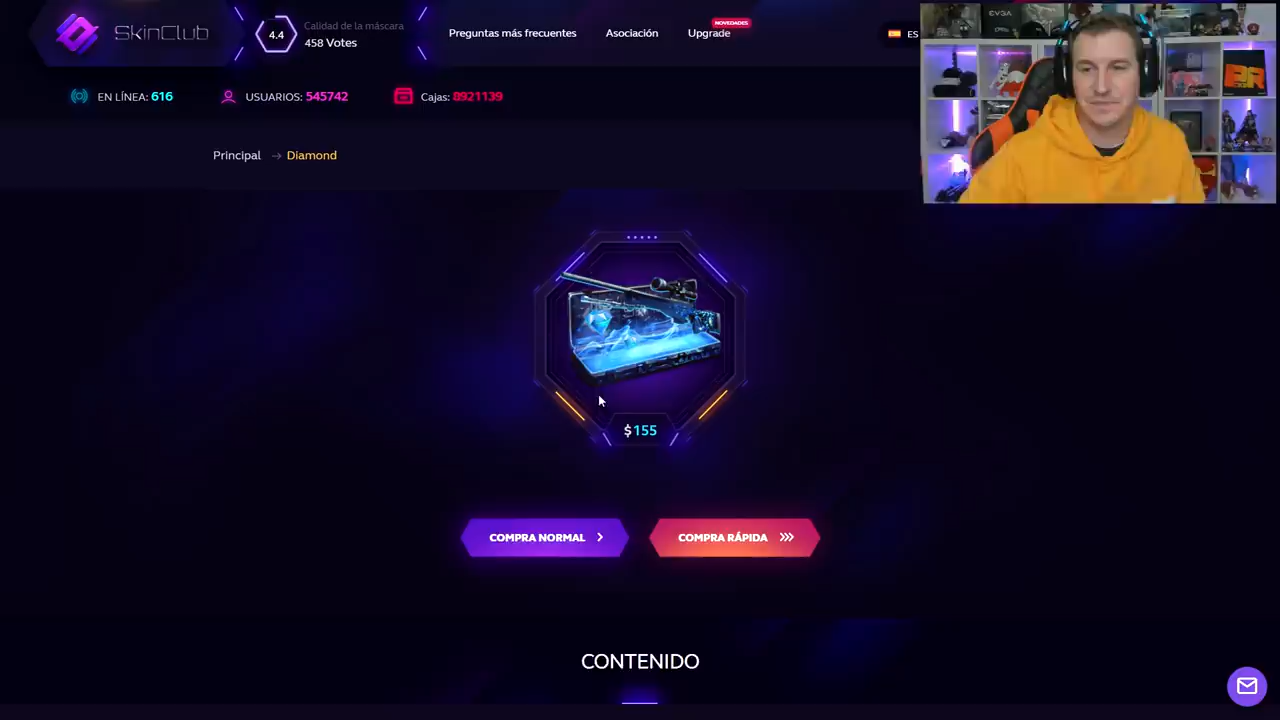 SkinClub
4.4
Calidad de la máscara
458 Votes
Preguntas más frecuentes
Asociación
Upgrade
NOVEDADES
ES
EN LÍNEA: 616
USUARIOS: 545742
Cajas: 8921139
Principal → Diamond
$155
COMPRA NORMAL
COMPRA RÁPIDA
CONTENIDO
EVGA